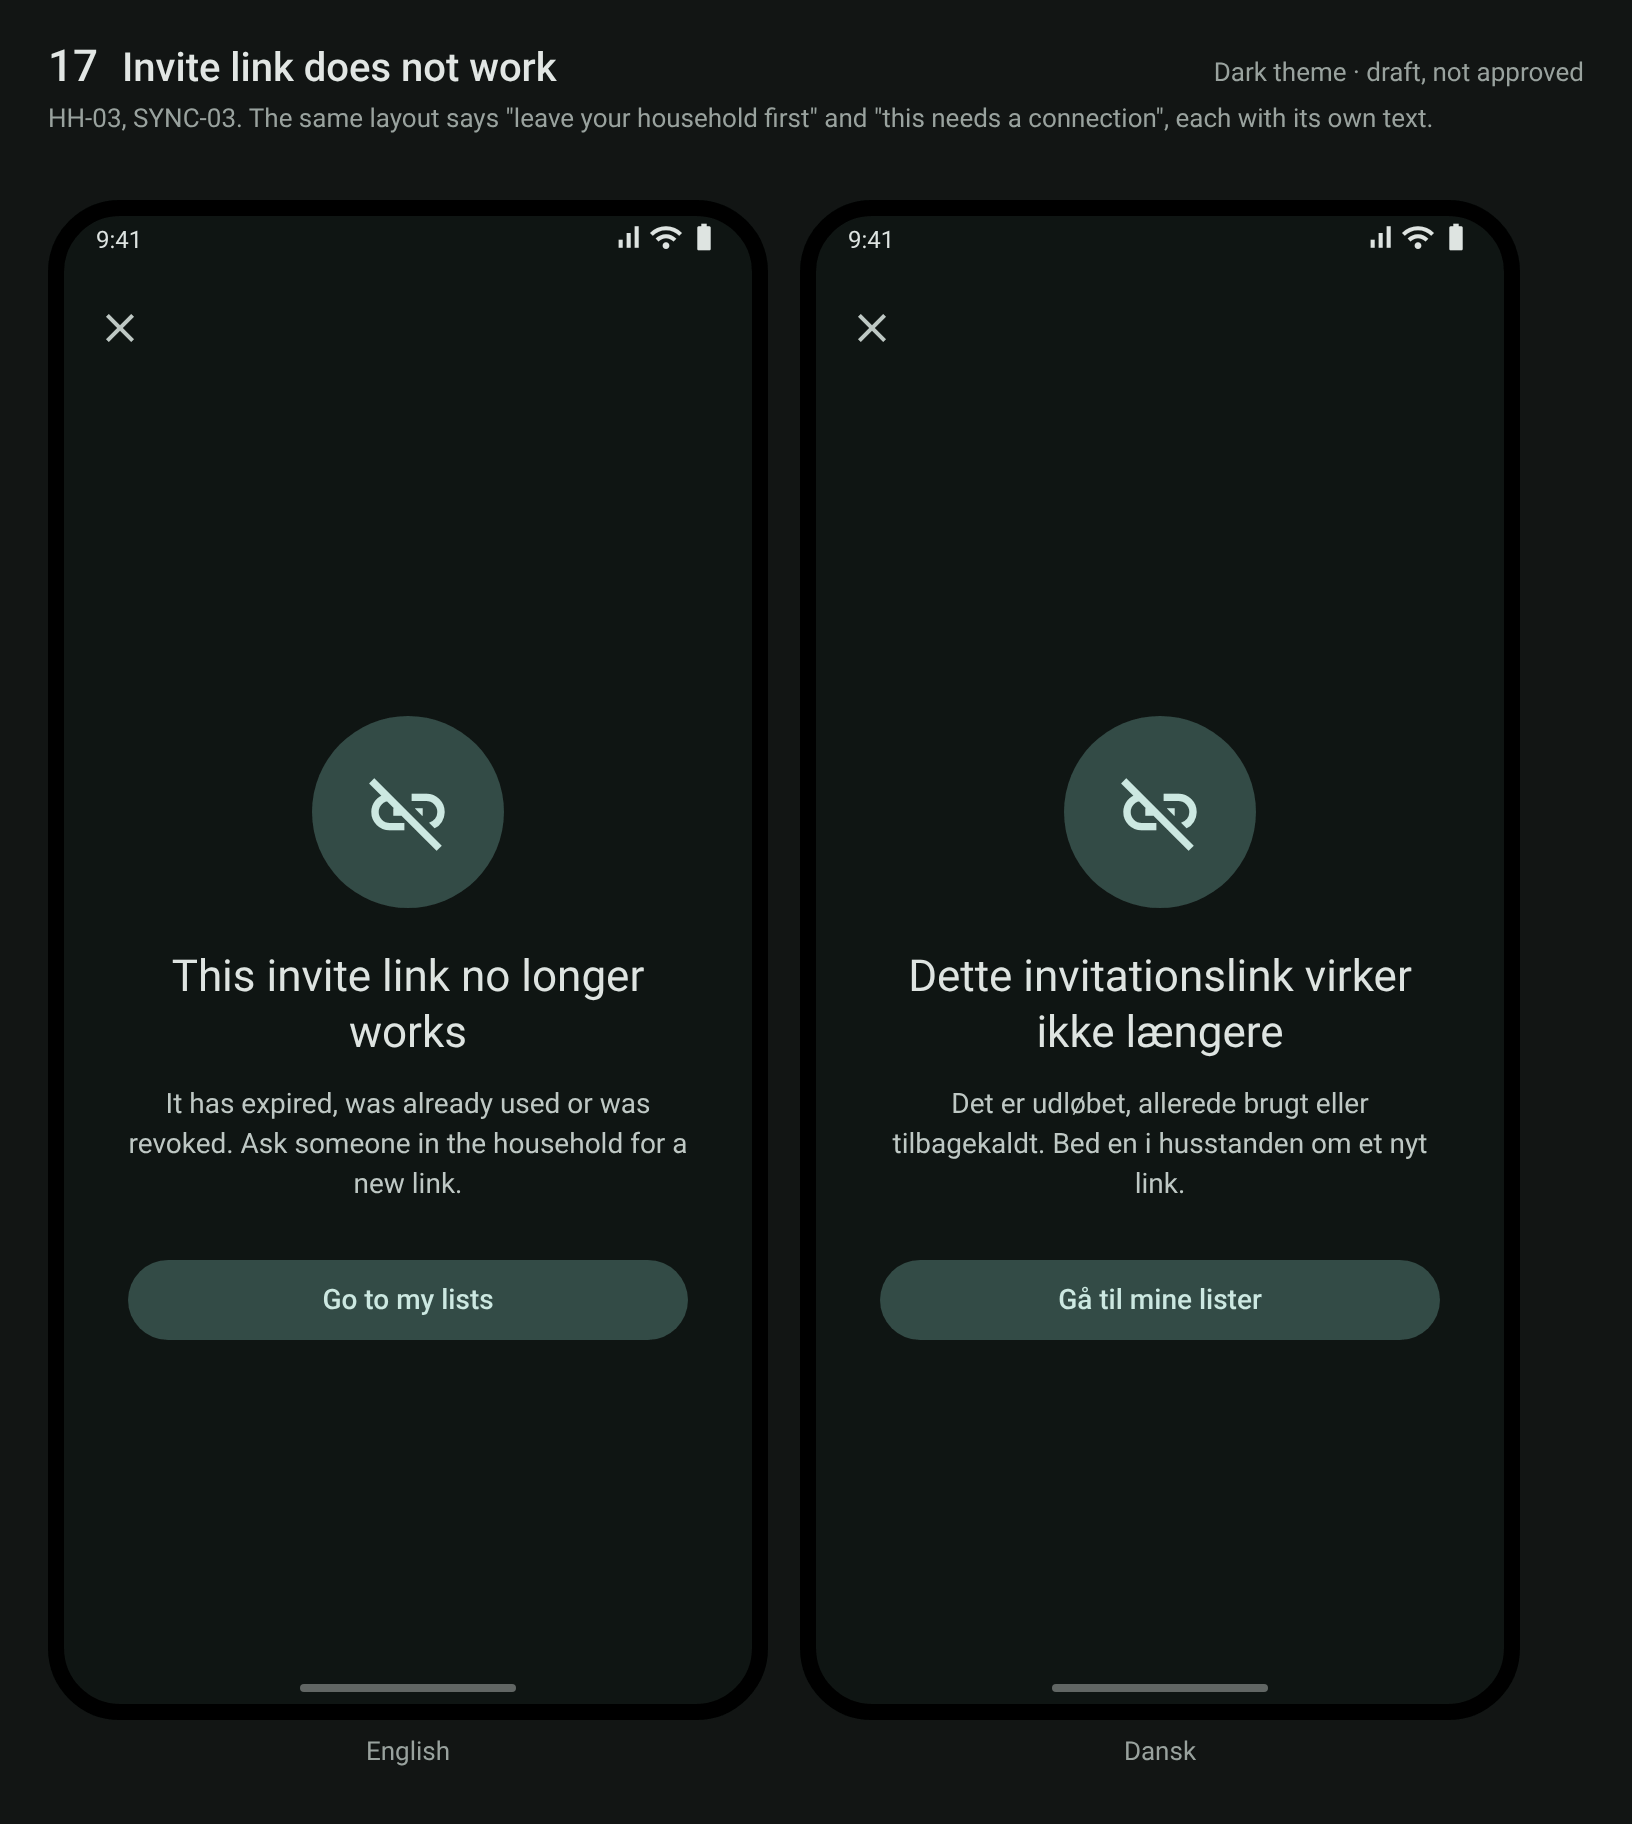 17 Invite link does not work
Dark theme · draft, not approved
HH-03, SYNC-03. The same layout says "leave your household first" and "this needs a connection", each with its own text.
9:41
This invite link no longer
works
It has expired, was already used or was
revoked. Ask someone in the household for a
new link.
Go to my lists
English
9:41
Dette invitationslink virker
ikke længere
Det er udløbet, allerede brugt eller
tilbagekaldt. Bed en i husstanden om et nyt
link.
Gå til mine lister
Dansk